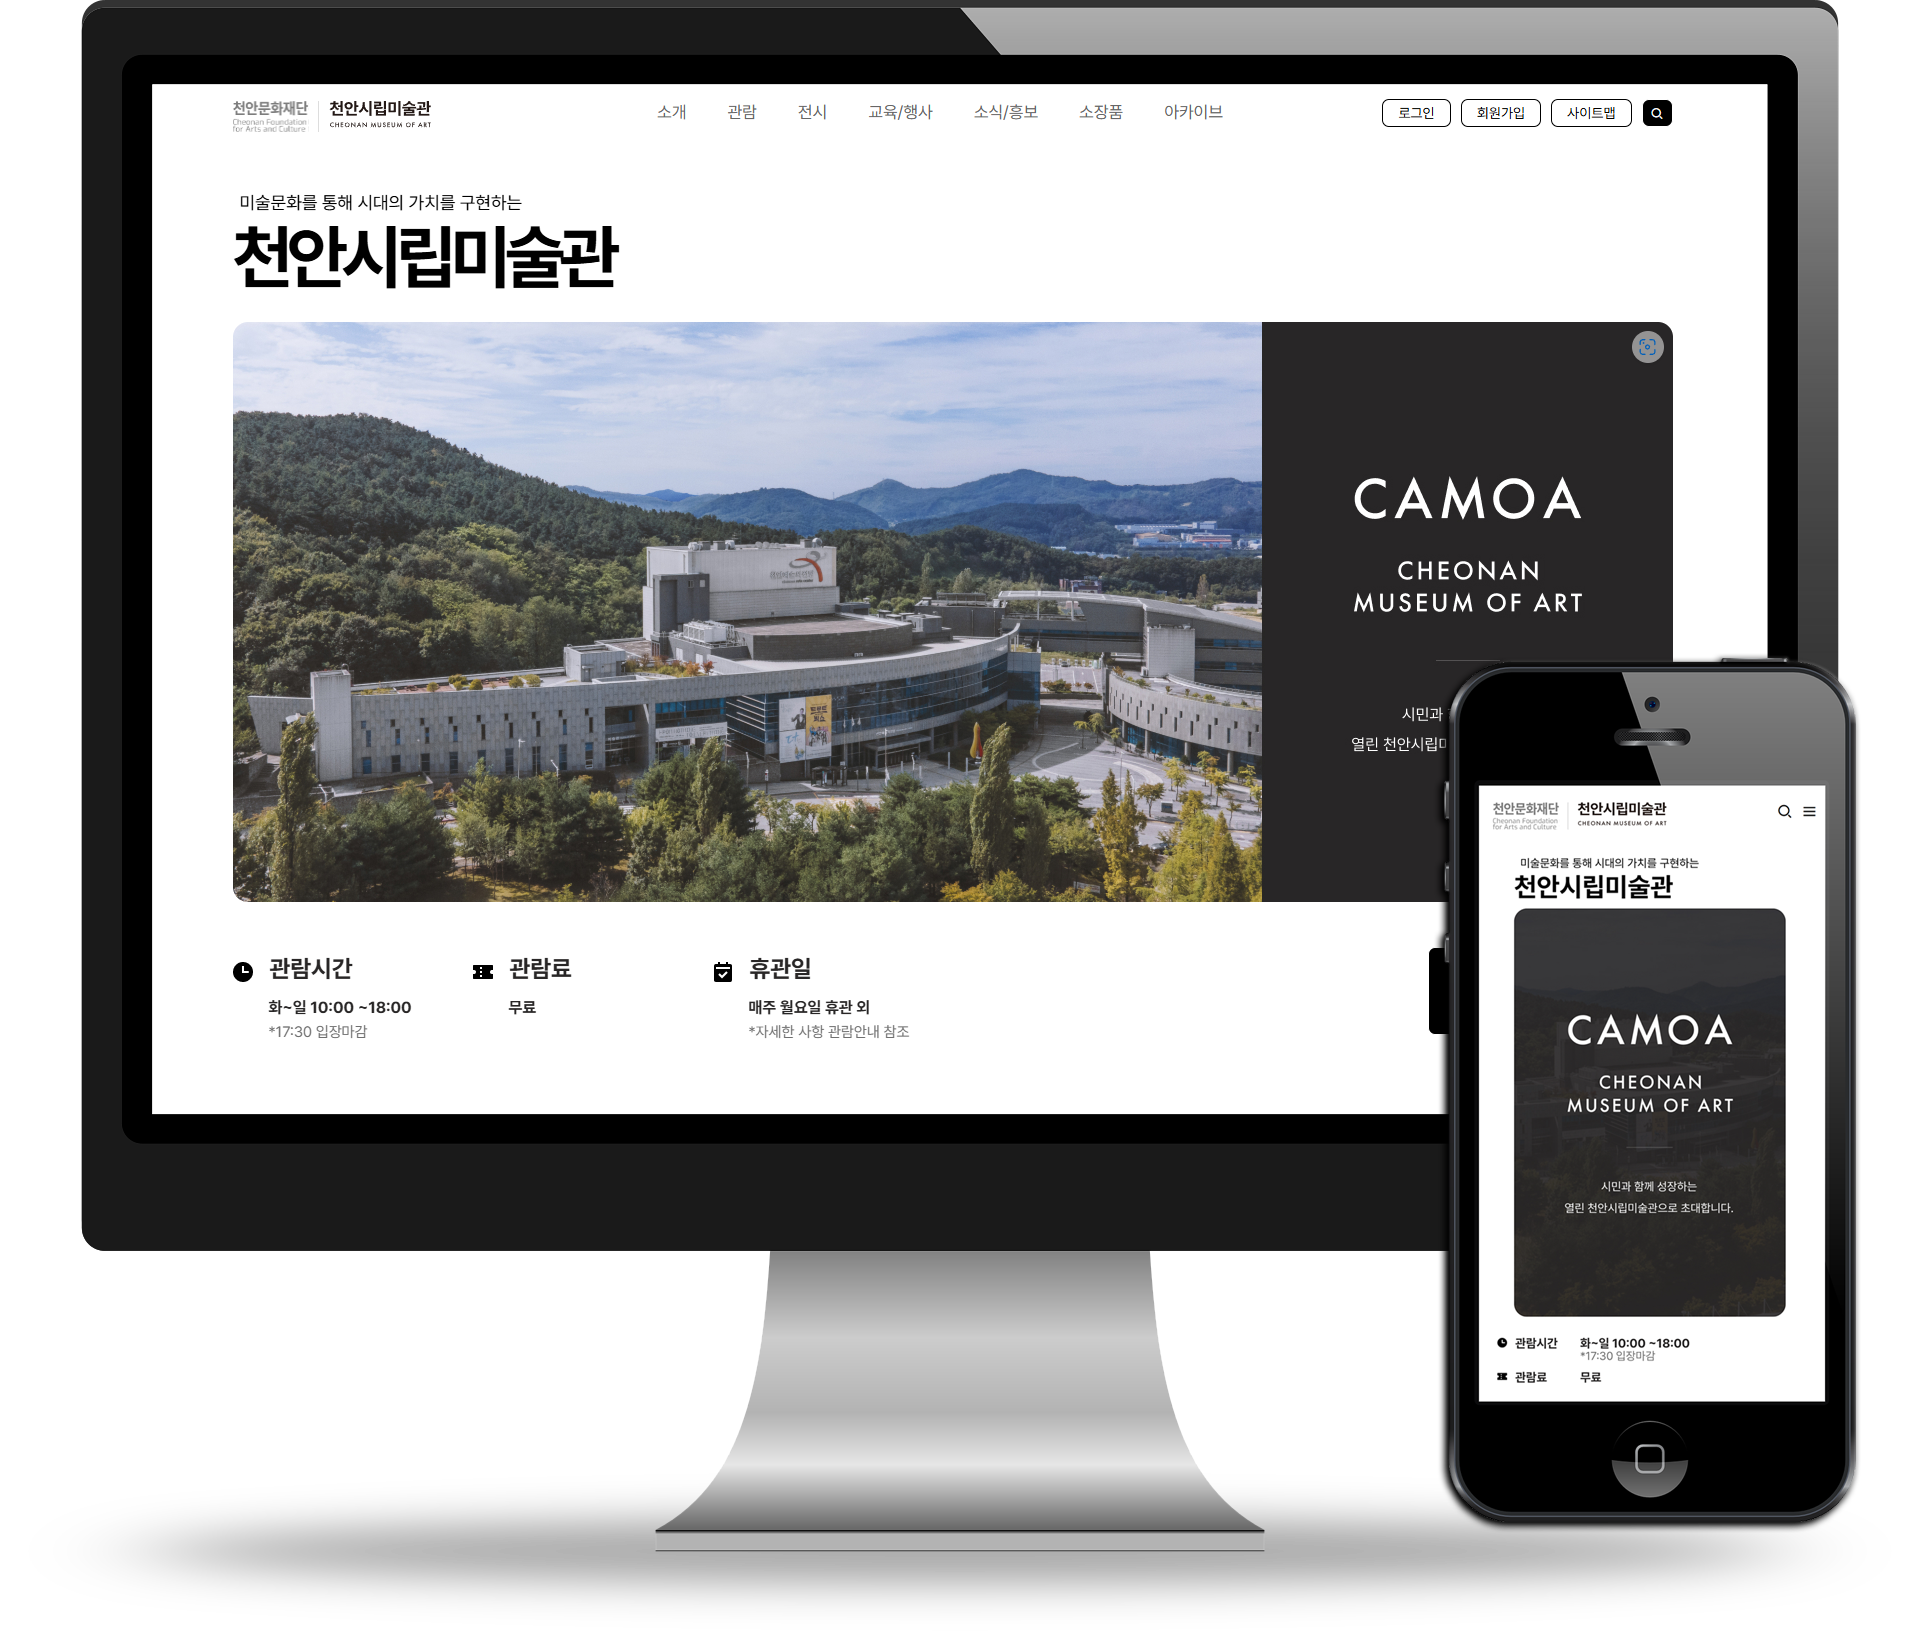 천안문화재단
Cheonan Foundation
for Arts and Culture
천안시립미술관
CHEONAN MUSEUM OF ART
소개 관람 전시 교육/행사 소식/홍보 소장품 아카이브
로그인 회원가입 사이트맵
미술문화를 통해 시대의 가치를 구현하는
천안시립미술관
CAMOA
CHEONAN
MUSEUM OF ART
시민과
열린 천안시립
관람시간
화~일 10:00 ~18:00
*17:30 입장마감
관람료
무료
휴관일
매주 월요일 휴관 외
*자세한 사항 관람안내 참조
천안문화재단
Cheonan Foundation
for Arts and Culture
천안시립미술관
CHEONAN MUSEUM OF ART
미술문화를 통해 시대의 가치를 구현하는
천안시립미술관
CAMOA
CHEONAN
MUSEUM OF ART
시민과 함께 성장하는
열린 천안시립미술관으로 초대합니다.
관람시간 화~일 10:00 ~18:00
*17:30 입장마감
관람료 무료